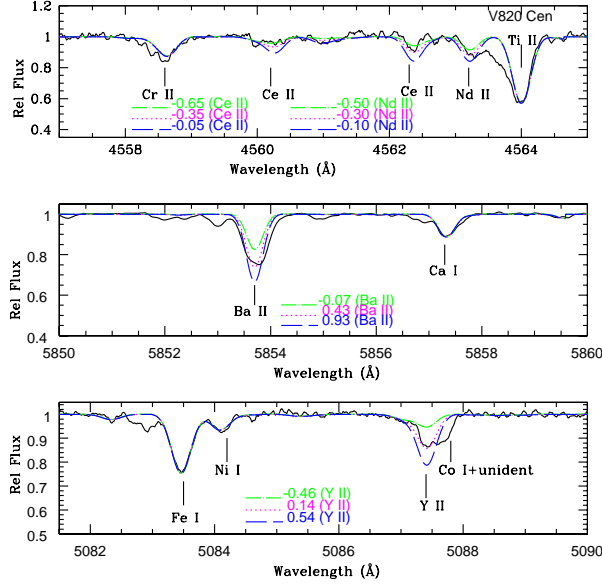 V820 Cen
1.2
1
0.8
0.6
0.4
Rel Flux
Cr II
Ce II
Ce II
Nd II
Ti II
-0.65 (Ce II)
-0.35 (Ce II)
-0.05 (Ce II)
-0.50 (Nd II)
-0.30 (Nd II)
-0.10 (Nd II)
4558 4560 4562 4564
Wavelength (Å)
1
0.8
0.6
0.4
Rel Flux
Ba II
Ca I
-0.07 (Ba II)
0.43 (Ba II)
0.93 (Ba II)
5850 5852 5854 5856 5858 5860
Wavelength (Å)
1
0.9
0.8
0.7
0.6
0.5
Rel Flux
Fe I
Ni I
Y II
Co I+unident
-0.46 (Y II)
0.14 (Y II)
0.54 (Y II)
5082 5084 5086 5088 5090
Wavelength (Å)